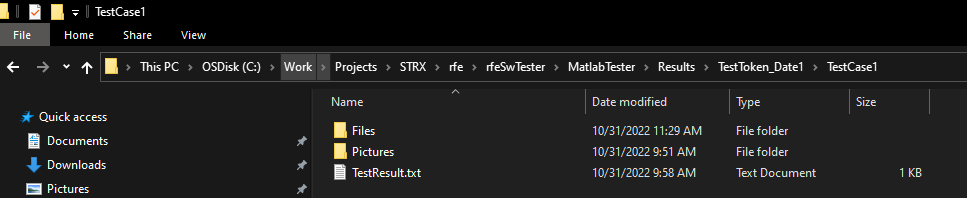 TestCase1
File Home Share View
This PC OSDisk (C:) Work Projects STRX rfe rfeSwTester MatlabTester Results TestToken_Date1 TestCase1
Name Date modified Type Size
Quick access
Files 10/31/2022 11:29 AM File folder
Documents
Pictures 10/31/2022 9:51 AM File folder
Downloads
TestResult.txt 10/31/2022 9:58 AM Text Document 1 KB
Pictures